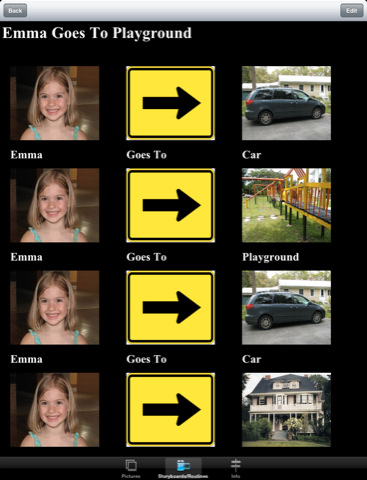 Back
Edit
Emma Goes To Playground
Emma
Goes To
Car
Emma
Goes To
Playground
Emma
Goes To
Car
Pictures
Storyboards/Routines
Info